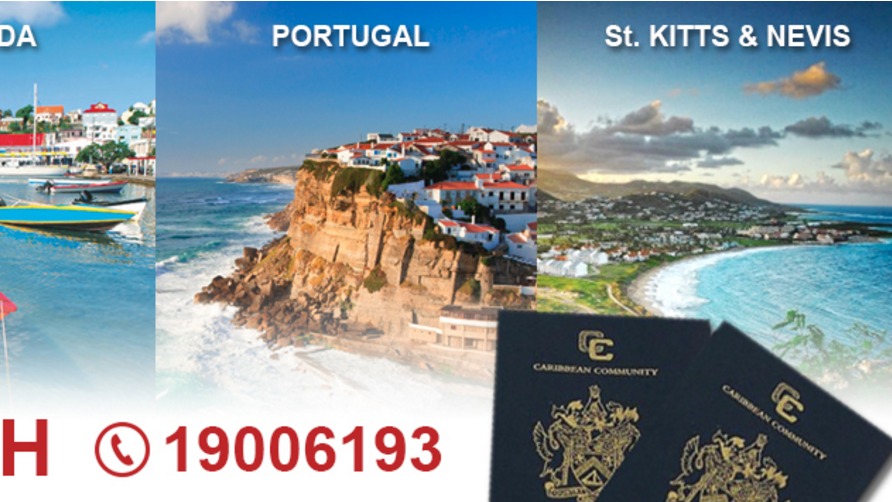 DA
PORTUGAL
St. KITTS & NEVIS
CARIBBEAN COMMUNITY
CARIBBEAN COMMUNITY
H 19006193